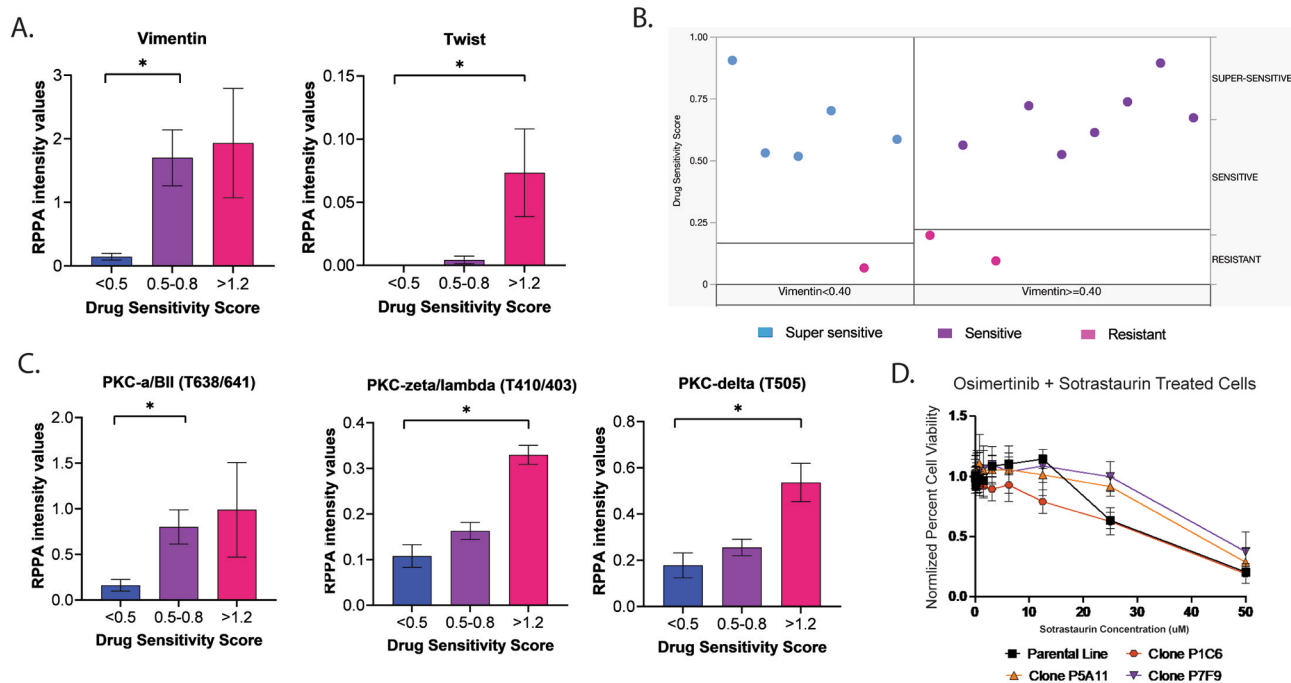 A.
Vimentin
*
RPPA intensity values
3
2
1
0
<0.5 0.5-0.8 >1.2
Drug Sensitivity Score
Twist
*
RPPA intensity values
0.15
0.10
0.05
0.00
<0.5 0.5-0.8 >1.2
Drug Sensitivity Score
B.
Drug Sensitivity Score
1.00
0.75
0.50
0.25
0
SUPER-SENSITIVE
SENSITIVE
RESISTANT
Vimentin<0.40 Vimentin>=0.40
Super sensitive Sensitive Resistant
C.
PKC-a/BII (T638/641)
*
RPPA intensity values
2.0
1.5
1.0
0.5
0.0
<0.5 0.5-0.8 >1.2
Drug Sensitivity Score
PKC-zeta/lambda (T410/403)
*
RPPA intensity values
0.4
0.3
0.2
0.1
0.0
<0.5 0.5-0.8 >1.2
Drug Sensitivity Score
PKC-delta (T505)
*
RPPA intensity values
0.8
0.6
0.4
0.2
0.0
<0.5 0.5-0.8 >1.2
Drug Sensitivity Score
D.
Osimertinib + Sotrastaurin Treated Cells
Normlized Percent Cell Viability
1.5
1.0
0.5
0.0
0 10 20 30 40 50
Sotrastaurin Concentration (uM)
Parental Line Clone P1C6
Clone P5A11 Clone P7F9